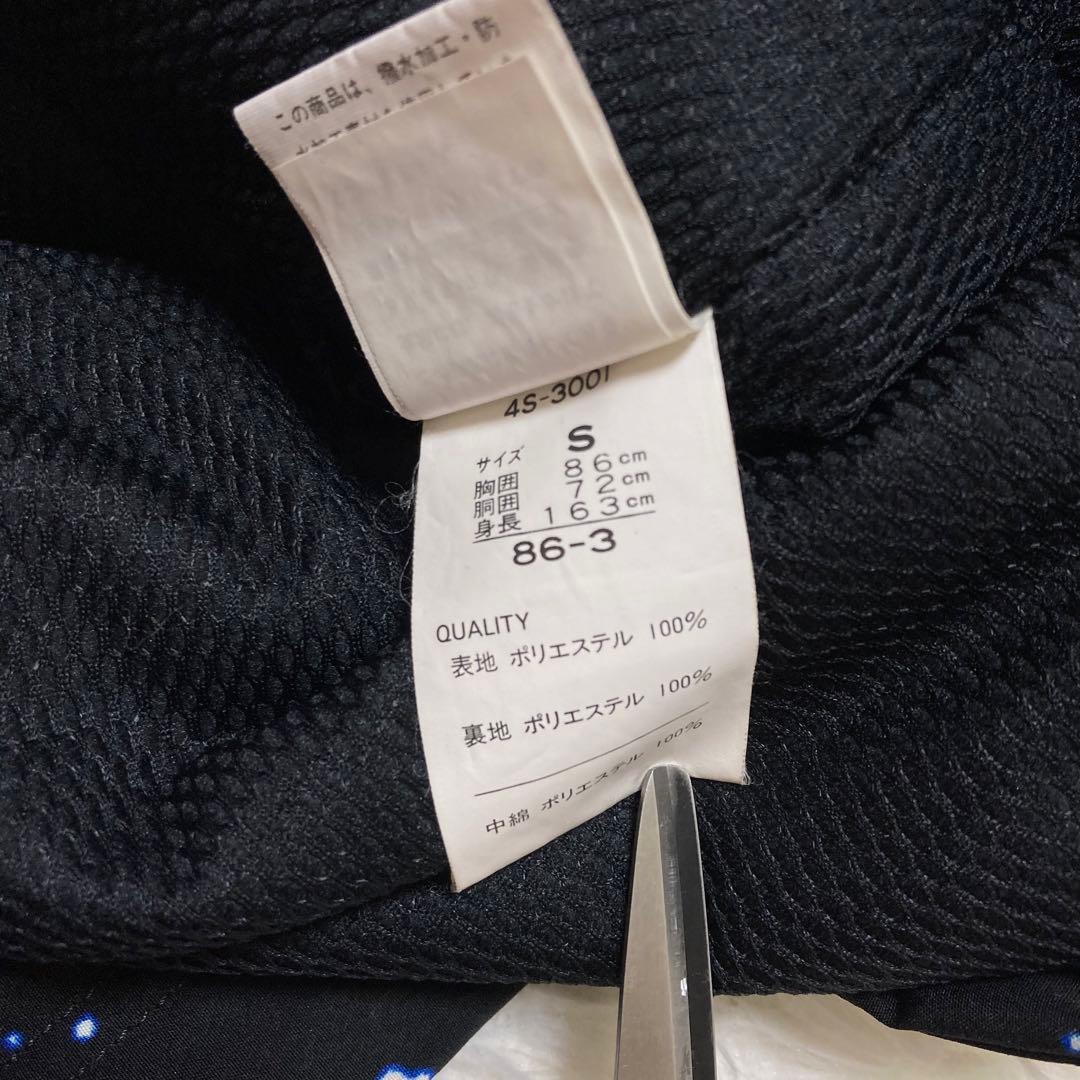 この商品は、撥水加工・防
4S-3001
サイズ S
胸囲 86cm
胴囲 72cm
身長 163cm
86-3
QUALITY
表地 ポリエステル 100%
裏地 ポリエステル 100%
中綿 ポリエステル 100%